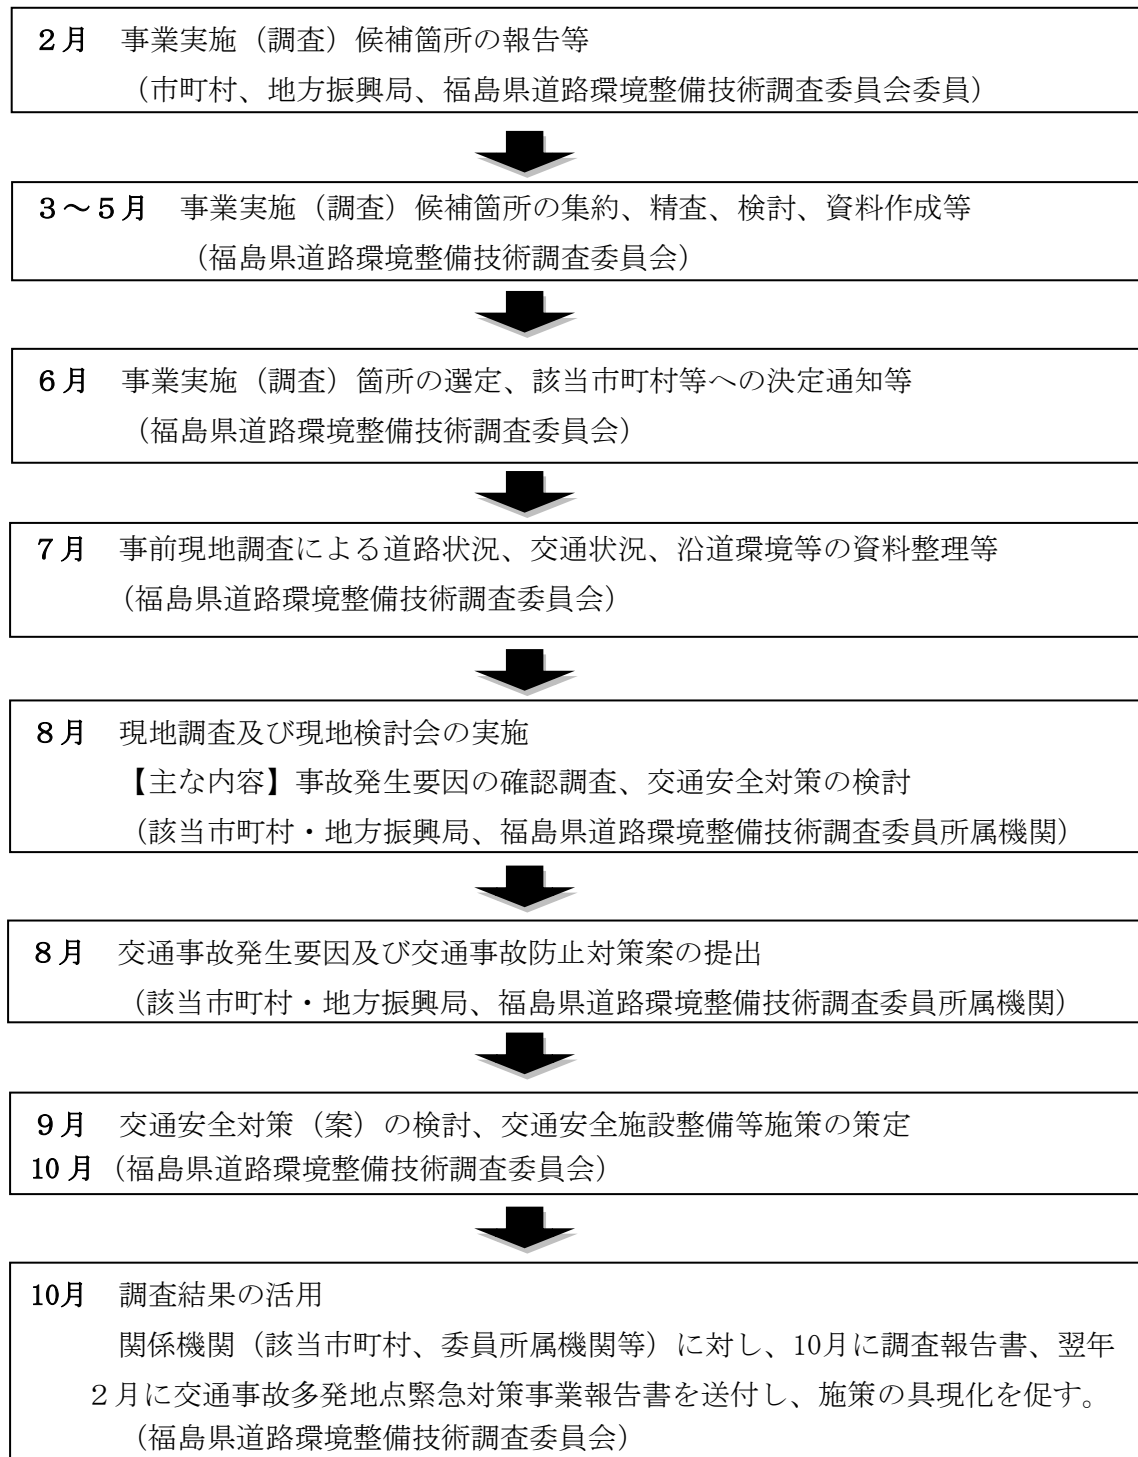 ２月　事業実施（調査）候補箇所の報告等
（市町村、地方振興局、福島県道路環境整備技術調査委員会委員）
３～５月　事業実施（調査）候補箇所の集約、精査、検討、資料作成等
（福島県道路環境整備技術調査委員会）
６月　事業実施（調査）箇所の選定、該当市町村等への決定通知等
（福島県道路環境整備技術調査委員会）
７月　事前現地調査による道路状況、交通状況、沿道環境等の資料整理等
（福島県道路環境整備技術調査委員会）
８月　現地調査及び現地検討会の実施
【主な内容】事故発生要因の確認調査、交通安全対策の検討
（該当市町村・地方振興局、福島県道路環境整備技術調査委員所属機関）
８月　交通事故発生要因及び交通事故防止対策案の提出
（該当市町村・地方振興局、福島県道路環境整備技術調査委員所属機関）
９月　交通安全対策（案）の検討、交通安全施設整備等施策の策定
10月（福島県道路環境整備技術調査委員会）
10月　調査結果の活用
関係機関（該当市町村、委員所属機関等）に対し、10月に調査報告書、翌年
２月に交通事故多発地点緊急対策事業報告書を送付し、施策の具現化を促す。
（福島県道路環境整備技術調査委員会）